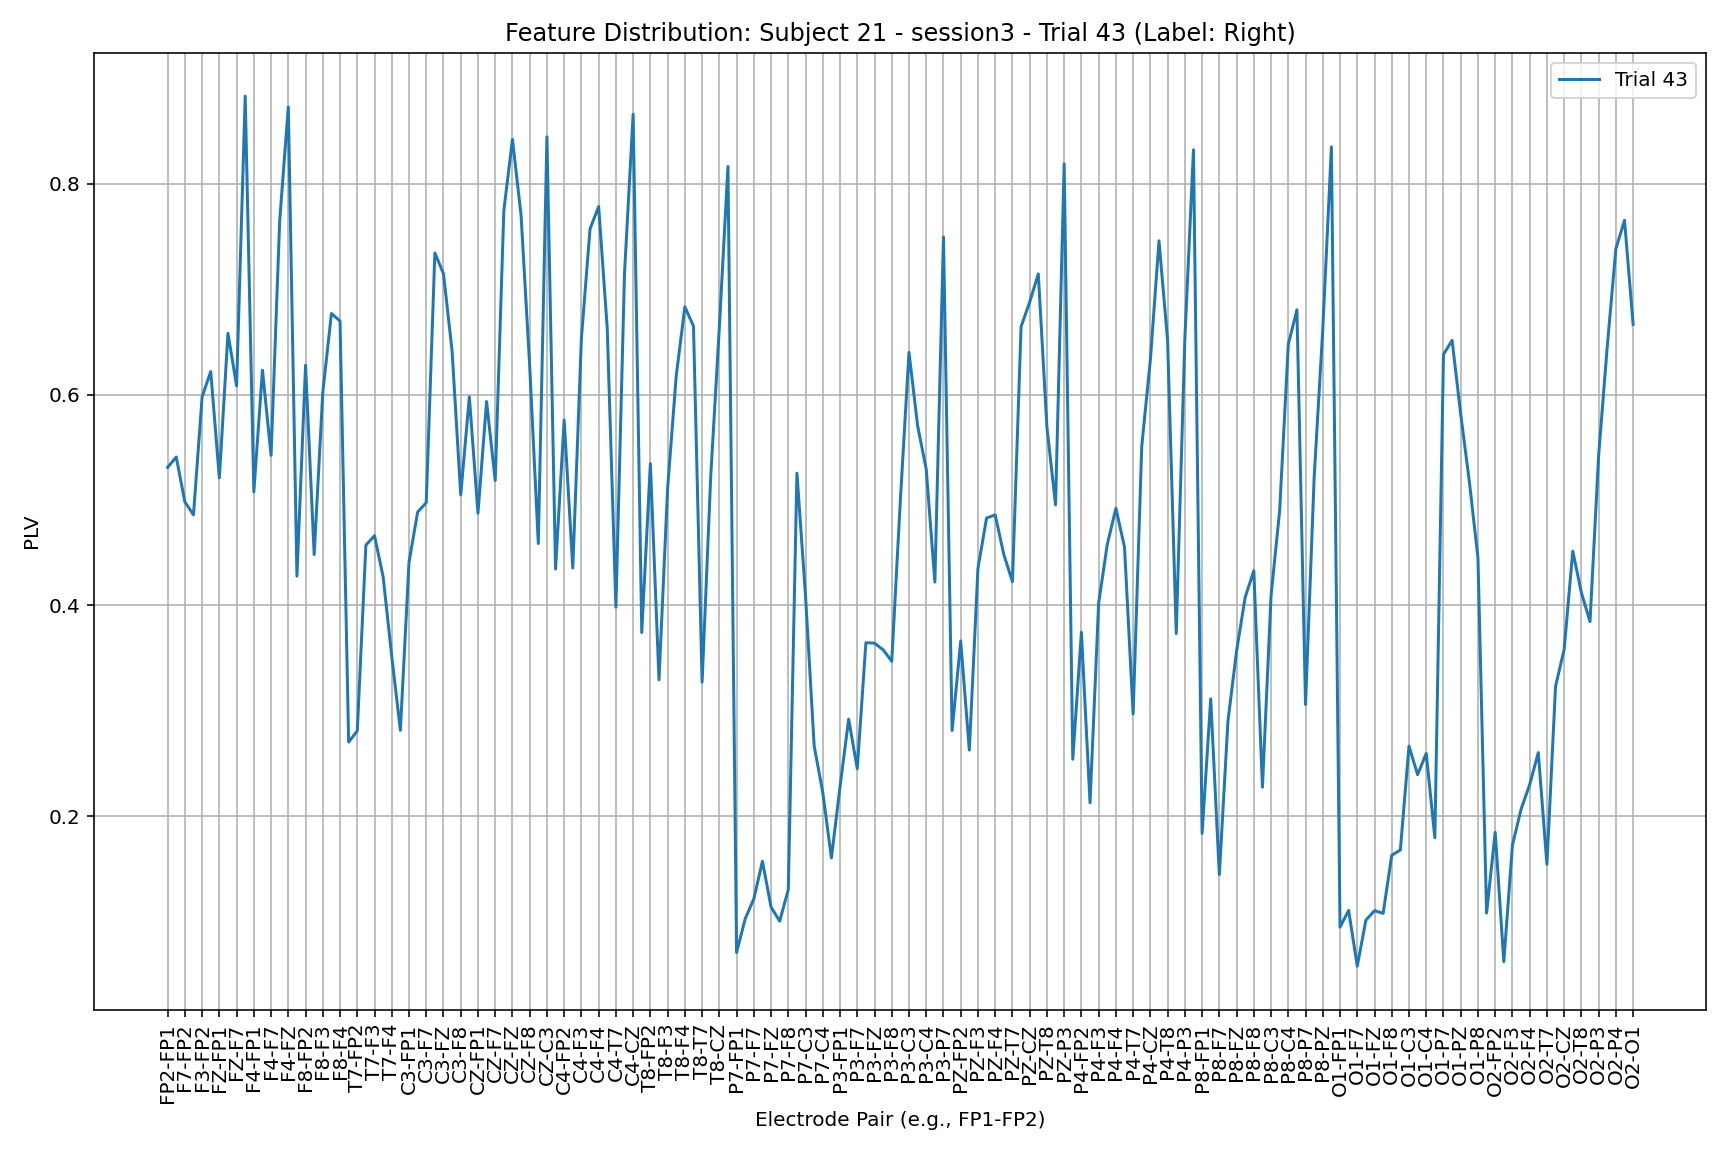 Feature Distribution: Subject 21 - session3 - Trial 43 (Label: Right)
Trial 43
PLV
0.8
0.6
0.4
0.2
FP2-FP1
F7-FP2
F3-FP2
FZ-FP1
FZ-F7
F4-FP1
F4-F7
F4-FZ
F8-FP2
F8-F3
F8-F4
T7-FP2
T7-F3
T7-F4
C3-FP1
C3-F7
C3-FZ
C3-F8
CZ-FP1
CZ-F7
CZ-FZ
CZ-F8
CZ-C3
C4-FP2
C4-F3
C4-F4
C4-T7
C4-CZ
T8-FP2
T8-F3
T8-F4
T8-T7
T8-CZ
P7-FP1
P7-F7
P7-FZ
P7-F8
P7-C3
P7-C4
P3-FP1
P3-F7
P3-FZ
P3-F8
P3-C3
P3-C4
P3-P7
PZ-FP2
PZ-F3
PZ-F4
PZ-T7
PZ-CZ
PZ-T8
PZ-P3
P4-FP2
P4-F3
P4-F4
P4-T7
P4-CZ
P4-T8
P4-P3
P8-FP1
P8-F7
P8-FZ
P8-F8
P8-C3
P8-C4
P8-P7
P8-PZ
O1-FP1
O1-F7
O1-FZ
O1-F8
O1-C3
O1-C4
O1-P7
O1-PZ
O1-P8
O2-FP2
O2-F3
O2-F4
O2-T7
O2-CZ
O2-T8
O2-P3
O2-P4
O2-O1
Electrode Pair (e.g., FP1-FP2)